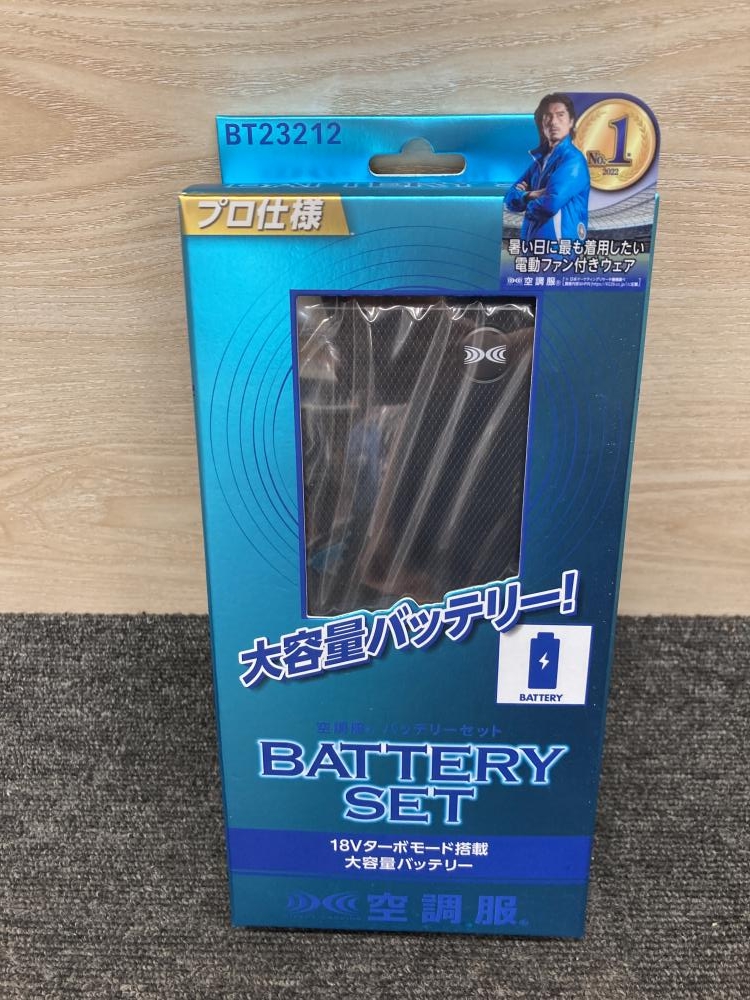 BT23212
プロ仕様
No.1
2022
暑い日に最も着用したい
電動ファン付きウェア
空調服®
大容量バッテリー!
BATTERY
空調服® バッテリーセット
BATTERY
SET
18Vターボモード搭載
大容量バッテリー
空調服®